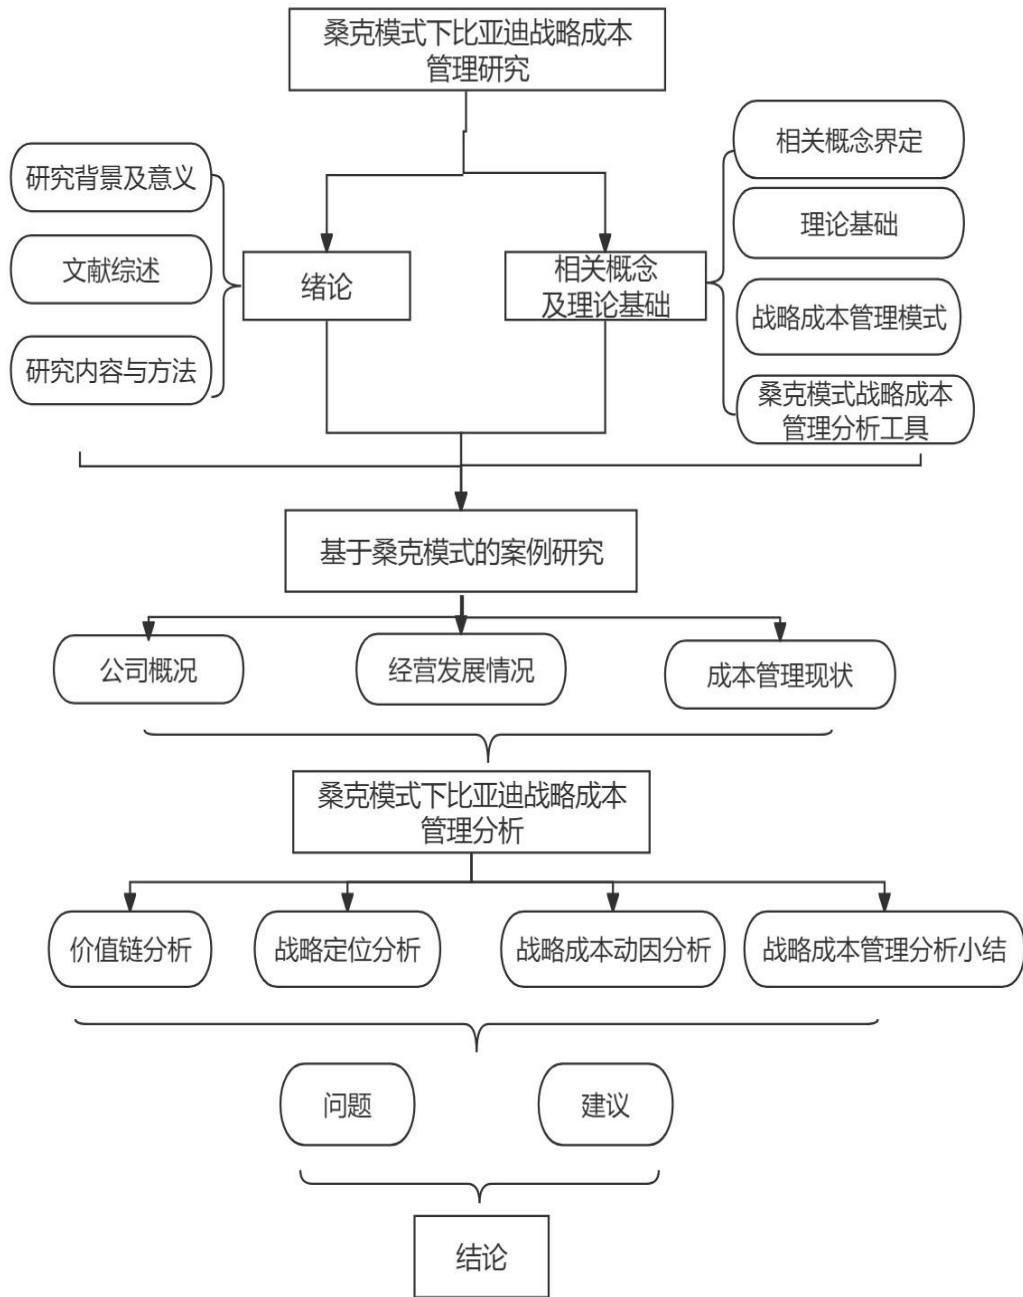 桑克模式下比亚迪战略成本
管理研究
研究背景及意义
文献综述
研究内容与方法
绪论
相关概念
及理论基础
相关概念界定
理论基础
战略成本管理模式
桑克模式战略成本
管理分析工具
基于桑克模式的案例研究
公司概况
经营发展情况
成本管理现状
桑克模式下比亚迪战略成本
管理分析
价值链分析
战略定位分析
战略成本动因分析
战略成本管理分析小结
问题
建议
结论